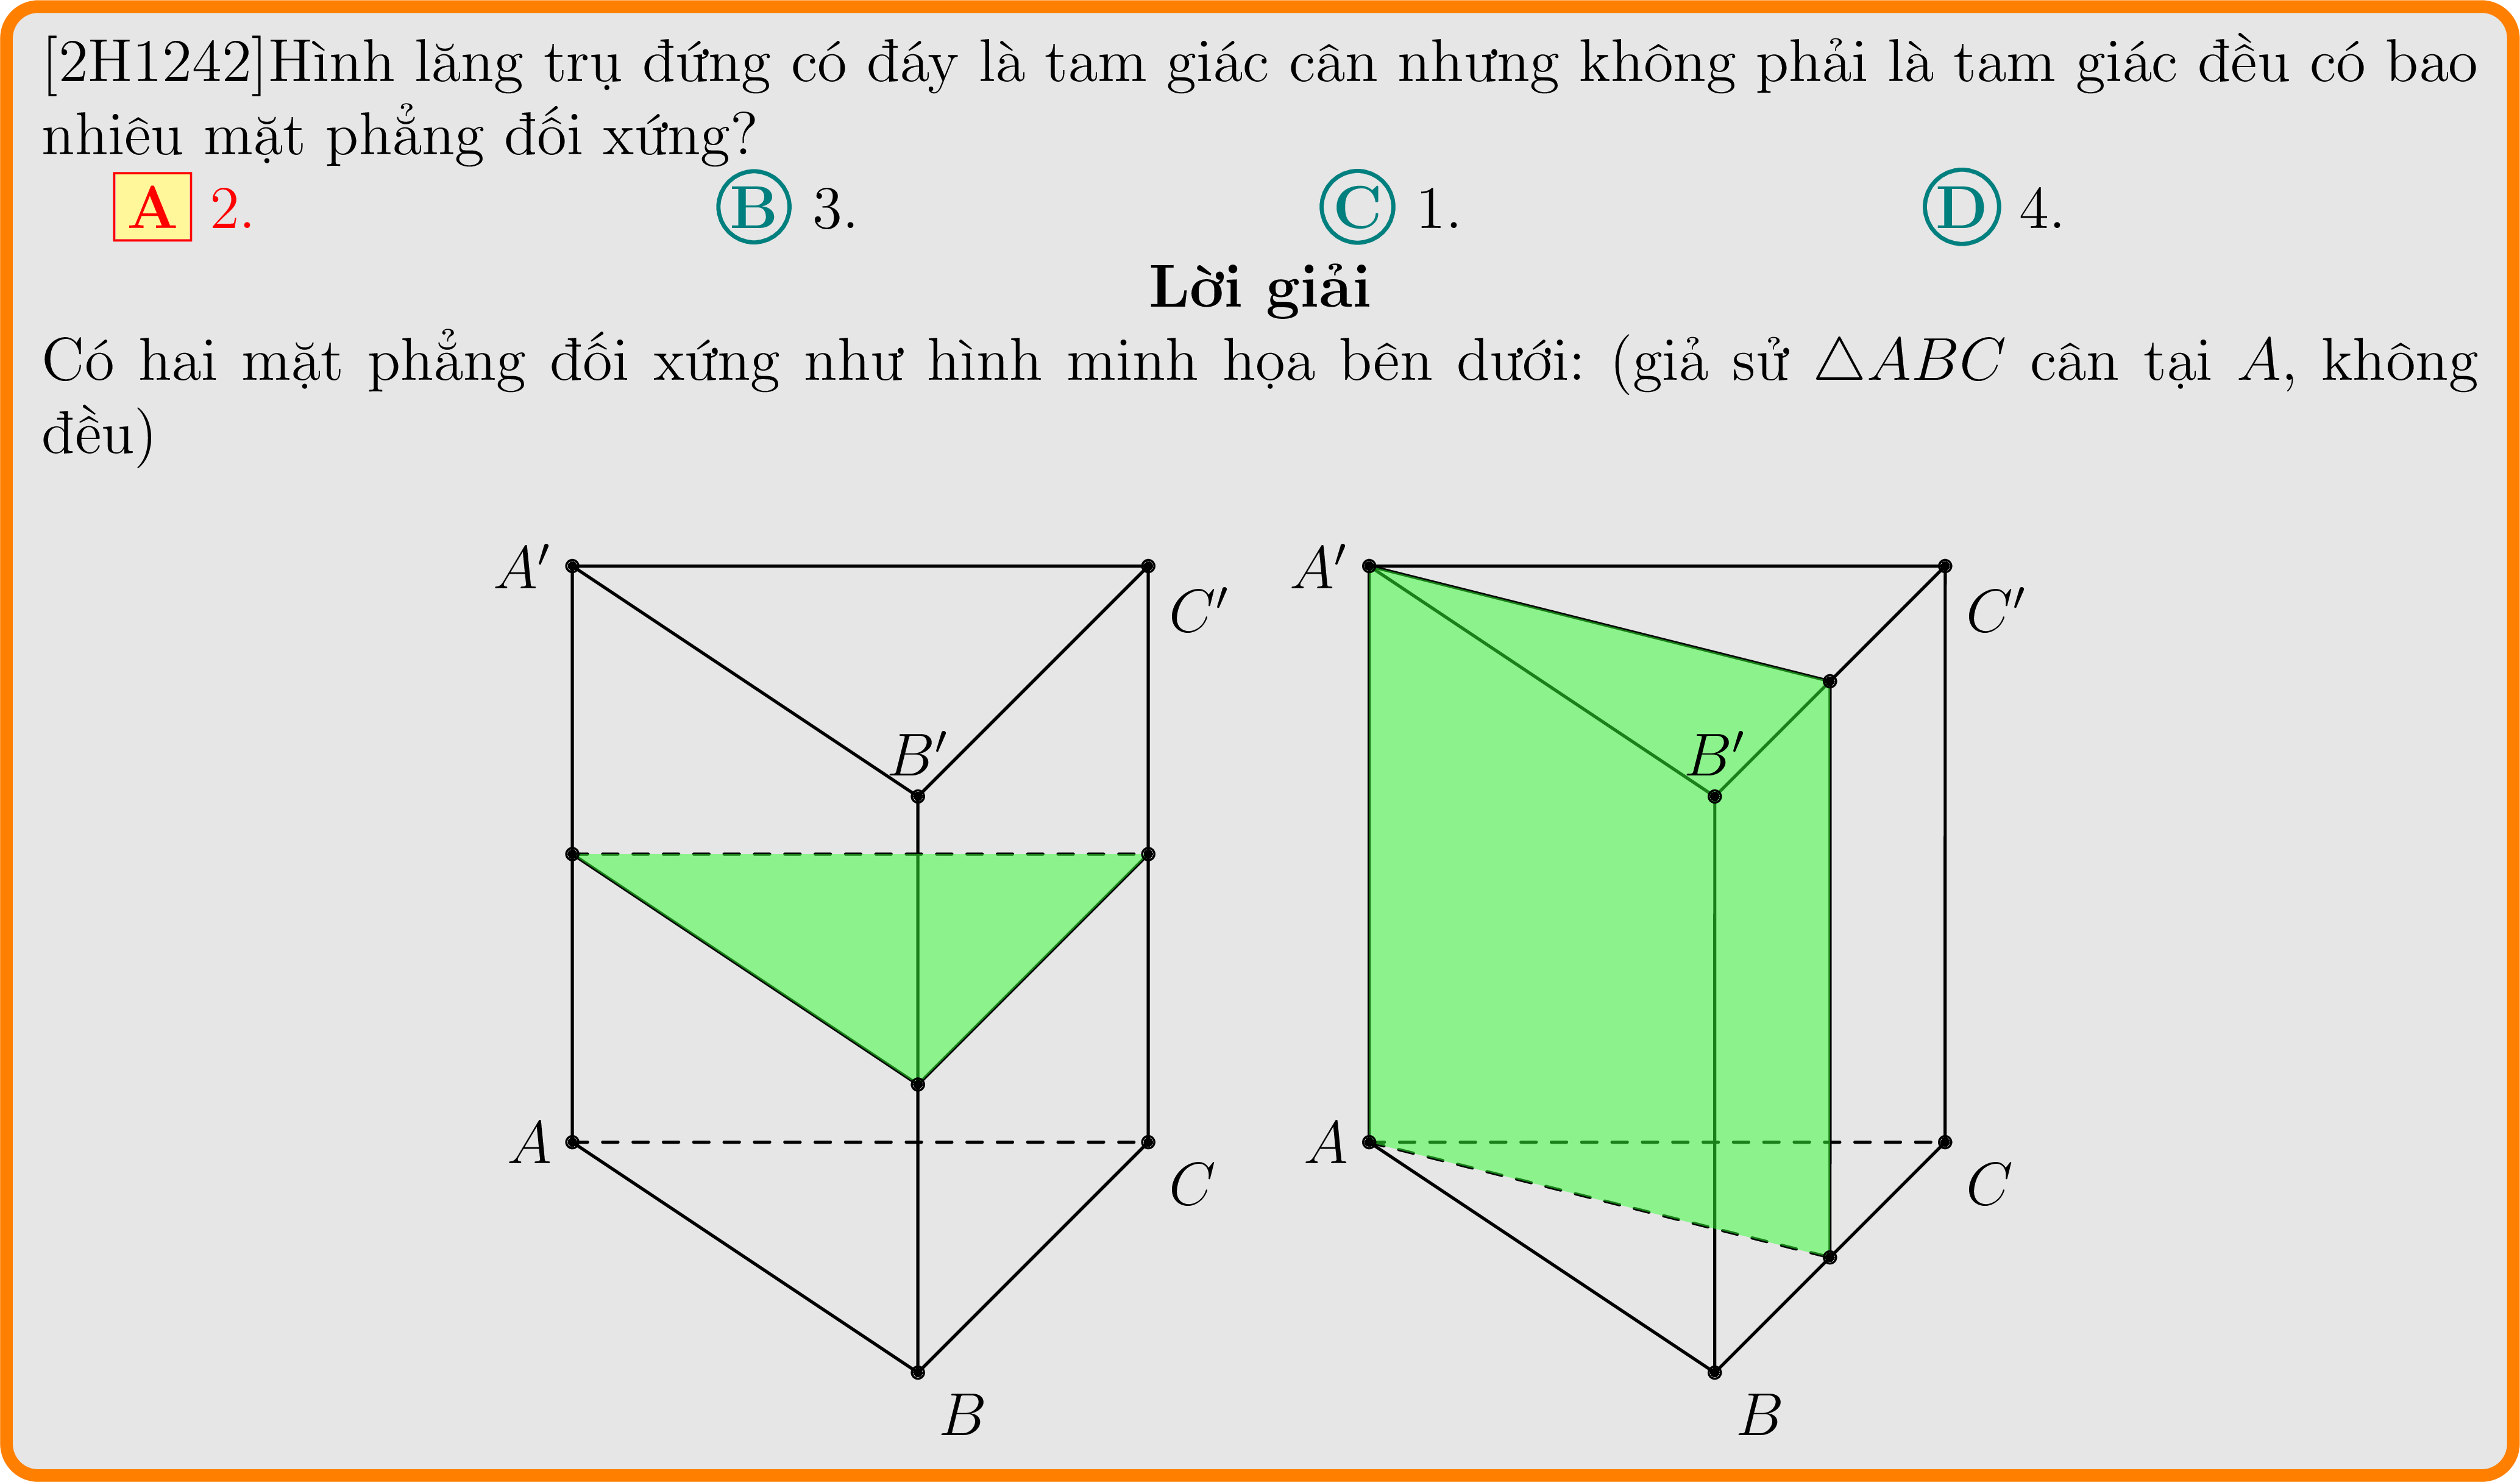 [2H1242]Hình lăng trụ đứng có đáy là tam giác cân nhưng không phải là tam giác đều có bao
nhiêu mặt phẳng đối xứng?
A 2. B 3. C 1. D 4.
Lời giải
Có hai mặt phẳng đối xứng như hình minh họa bên dưới: (giả sử △ABC cân tại A, không
đều)
A′ C′ A′ C′
B′ B′
A C A C
B B